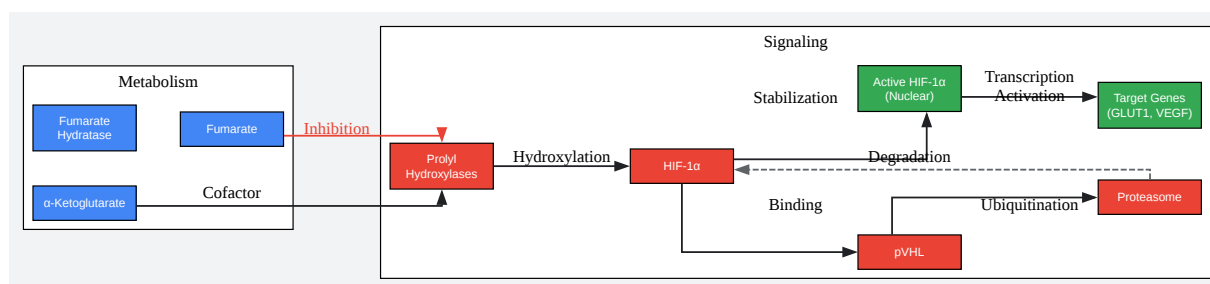 Signaling
Metabolism
Fumarate
Hydratase
Fumarate
Inhibition
α-Ketoglutarate
Cofactor
Prolyl
Hydroxylases
Hydroxylation
HIF-1α
Stabilization
Active HIF-1α
(Nuclear)
Transcription
Activation
Target Genes
(GLUT1, VEGF)
Degradation
Binding
pVHL
Ubiquitination
Proteasome